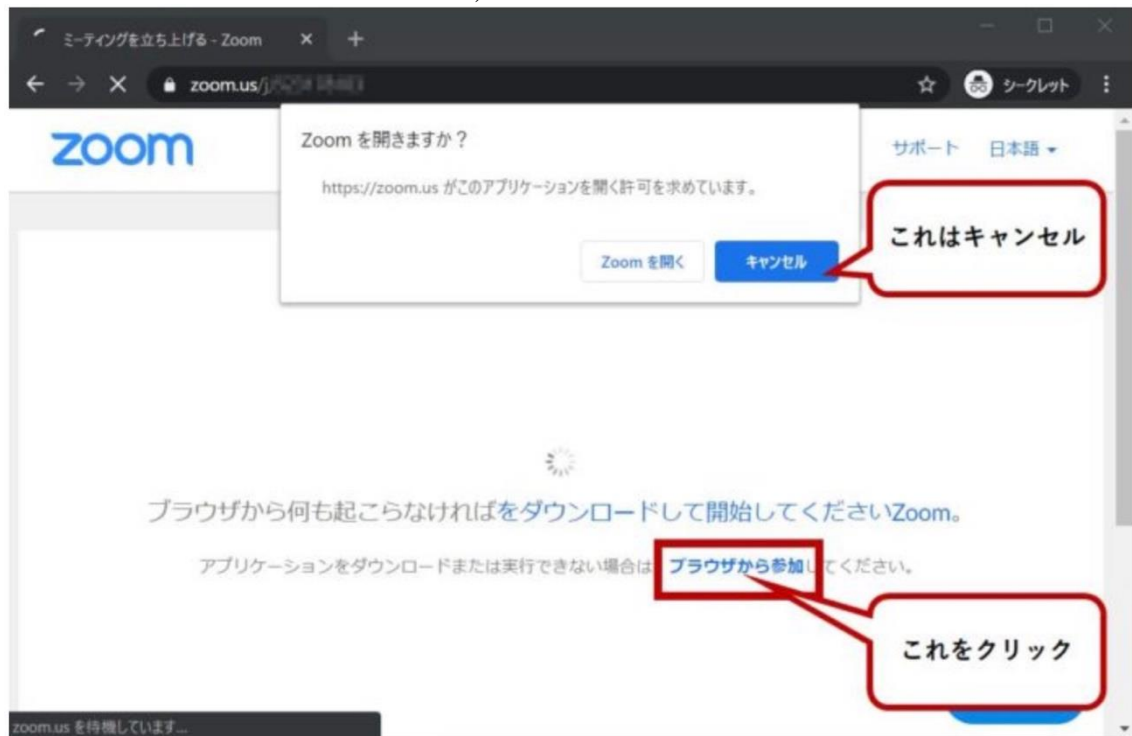 ミーティングを立ち上げる - Zoom
zoom.us/j
シークレット
zoom
サポート 日本語
Zoom を開きますか？
https://zoom.us がこのアプリケーションを開く許可を求めています。
Zoom を開く キャンセル
これはキャンセル
ブラウザから何も起こらなければをダウンロードして開始してくださいZoom。
アプリケーションをダウンロードまたは実行できない場合は ブラウザから参加してください。
これをクリック
zoom.us を待機しています...